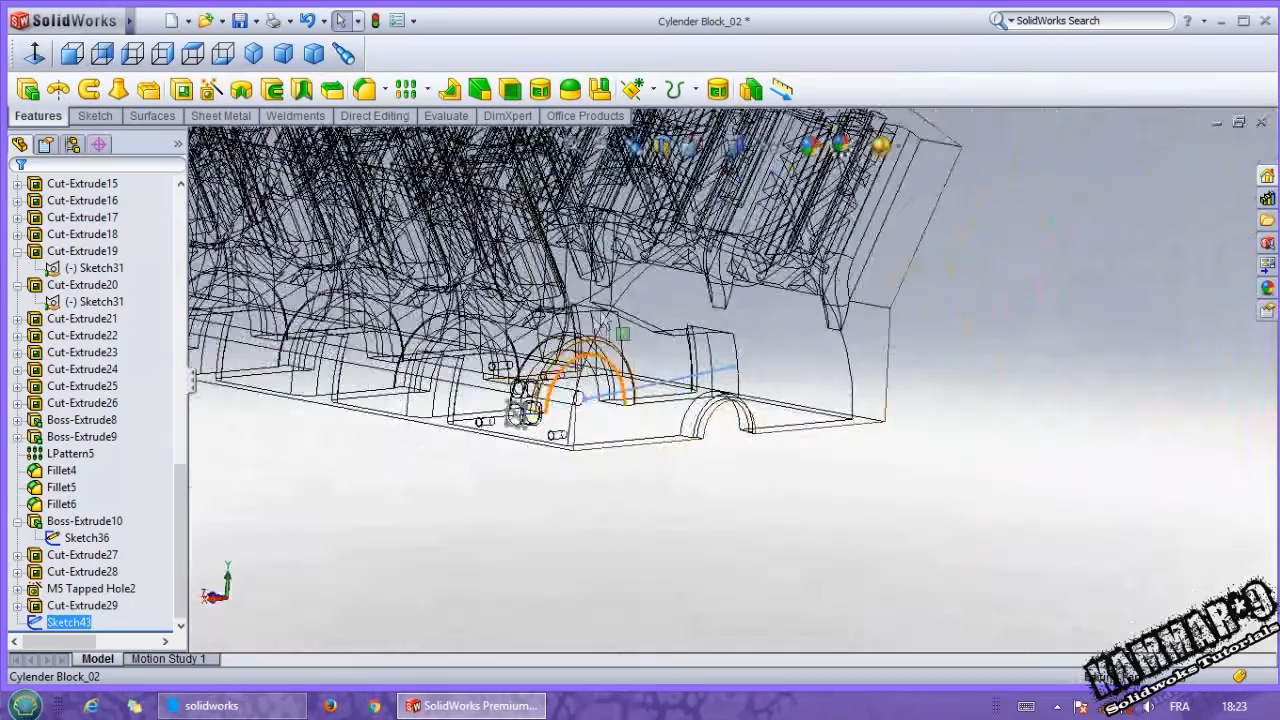 SolidWorks
Cylender Block_02 *
SolidWorks Search
Features
Sketch
Surfaces
Sheet Metal
Weldments
Direct Editing
Evaluate
DimXpert
Office Products
Cut-Extrude15
Cut-Extrude16
Cut-Extrude17
Cut-Extrude18
Cut-Extrude19
(-) Sketch31
Cut-Extrude20
(-) Sketch31
Cut-Extrude21
Cut-Extrude22
Cut-Extrude23
Cut-Extrude24
Cut-Extrude25
Cut-Extrude26
Boss-Extrude8
Boss-Extrude9
LPattern5
Fillet4
Fillet5
Fillet6
Boss-Extrude10
Sketch36
Cut-Extrude27
Cut-Extrude28
M5 Tapped Hole2
Cut-Extrude29
Sketch43
Y
Model
Motion Study 1
Cylender Block_02
solidworks
SolidWorks Premium...
FR
18:23
Solidwoks Tutorials